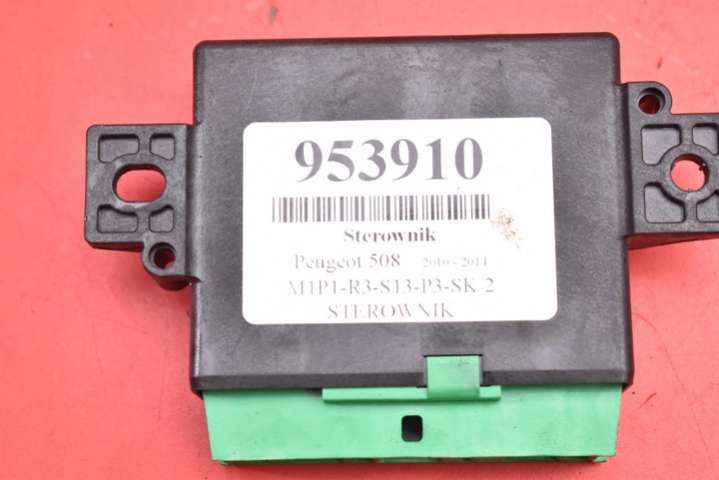 953910
Sterownik
Peugeot 508 2010 - 2014
M1P1-R3-S13-P3-SK 2
STEROWNIK